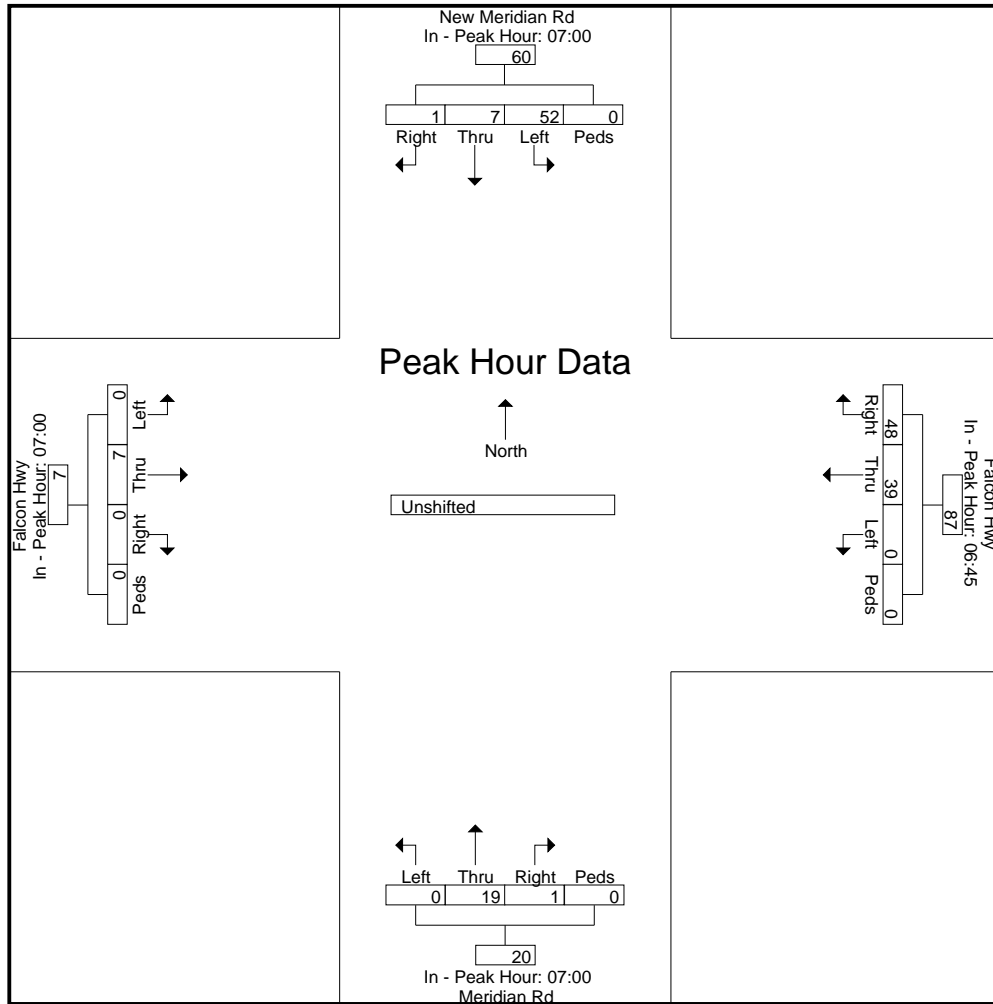 New Meridian Rd
In - Peak Hour: 07:00
60
1 7 52 0
Right Thru Left Peds
Peak Hour Data
North
Unshifted
Falcon Hwy
In - Peak Hour: 07:00
7
0 7 0 0
Left Thru Right Peds
Falcon Hwy
In - Peak Hour: 06:45
87
48 39 0 0
Right Thru Left Peds
Left Thru Right Peds
0 19 1 0
20
In - Peak Hour: 07:00
Meridian Rd